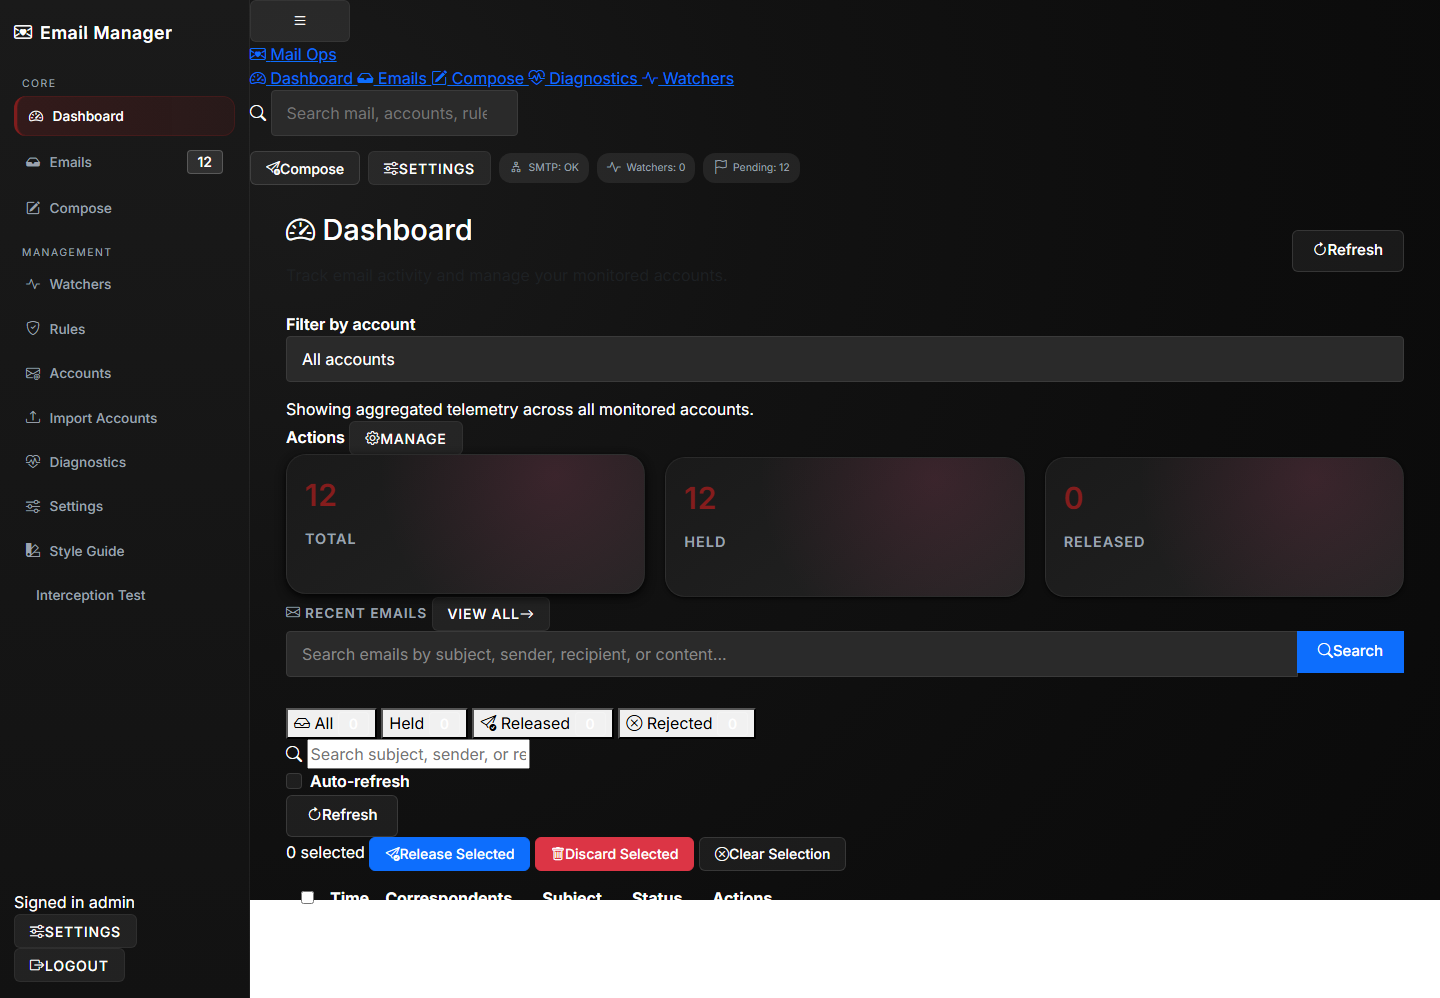 Email Manager
CORE
Dashboard
Emails 12
Compose
MANAGEMENT
Watchers
Rules
Accounts
Import Accounts
Diagnostics
Settings
Style Guide
Interception Test
Signed in admin
SETTINGS
LOGOUT
Mail Ops
Dashboard Emails Compose Diagnostics Watchers
Search mail, accounts, rule
Compose SETTINGS SMTP: OK Watchers: 0 Pending: 12
Dashboard
Refresh
Track email activity and manage your monitored accounts.
Filter by account
All accounts
Showing aggregated telemetry across all monitored accounts.
Actions MANAGE
12
TOTAL
12
HELD
0
RELEASED
RECENT EMAILS VIEW ALL→
Search emails by subject, sender, recipient, or content...
Search
All 0 Held 0 Released 0 Rejected 0
Search subject, sender, or re
Auto-refresh
Refresh
0 selected Release Selected Discard Selected Clear Selection
Time Correspondents Subject Status Actions